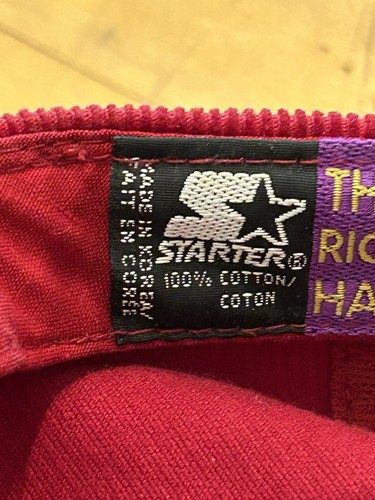 MADE IN KOREA/
FAIT EN COREE
STARTER®
100% COTTON/
COTON
TH
RIG
HA